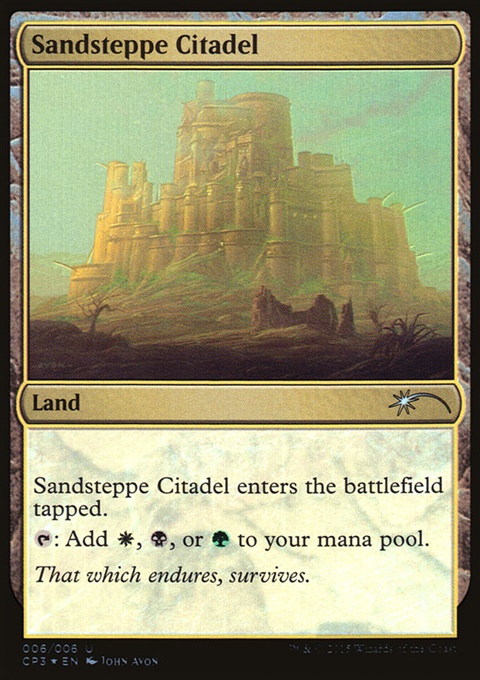 Sandsteppe Citadel
Land
Sandsteppe Citadel enters the battlefield
tapped.
: Add , , or to your mana pool.
That which endures, survives.
006/006 U
CP3 ★ EN John Avon
™ & © 2015 Wizards of the Coast